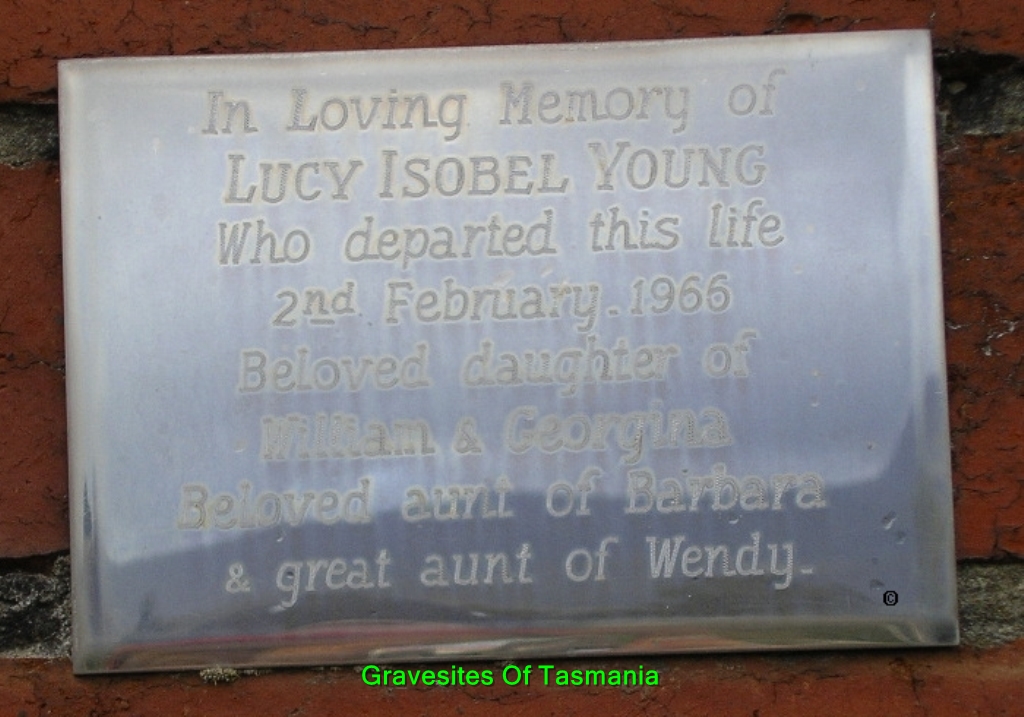 In Loving Memory of
LUCY ISOBEL YOUNG
Who departed this life
2nd February. 1966
Beloved daughter of
William & Georgina
Beloved aunt of Barbara
& great aunt of Wendy.
©
Gravesites Of Tasmania